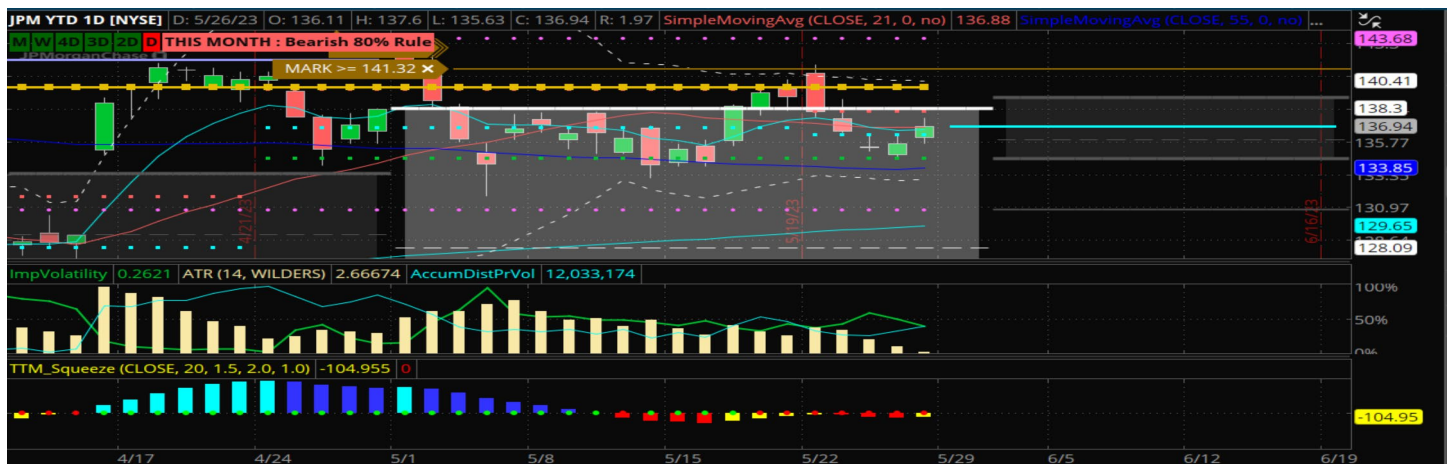 JPM YTD 1D [NYSE] D: 5/26/23 O: 136.11 H: 137.6 L: 135.63 C: 136.94 R: 1.97 SimpleMovingAvg (CLOSE, 21, 0, no) 136.88 SimpleMovingAvg (CLOSE, 55, 0, no) ...
M W 4D 3D 2D D THIS MONTH : Bearish 80% Rule
JPMorganChase
MARK >= 141.32 ×
143.68
140.41
138.3
136.94
135.77
133.85
130.97
129.65
128.09
4/21/23
5/19/23
6/16/23
ImpVolatility 0.2621 ATR (14, WILDERS) 2.66674 AccumDistPrVol 12,033,174
100%
50%
0%
TTM_Squeeze (CLOSE, 20, 1.5, 2.0, 1.0) -104.955 0
-104.95
4/17 4/24 5/1 5/8 5/15 5/22 5/29 6/5 6/12 6/19